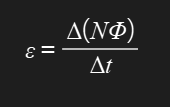 ε = Δ(NΦ) / Δt